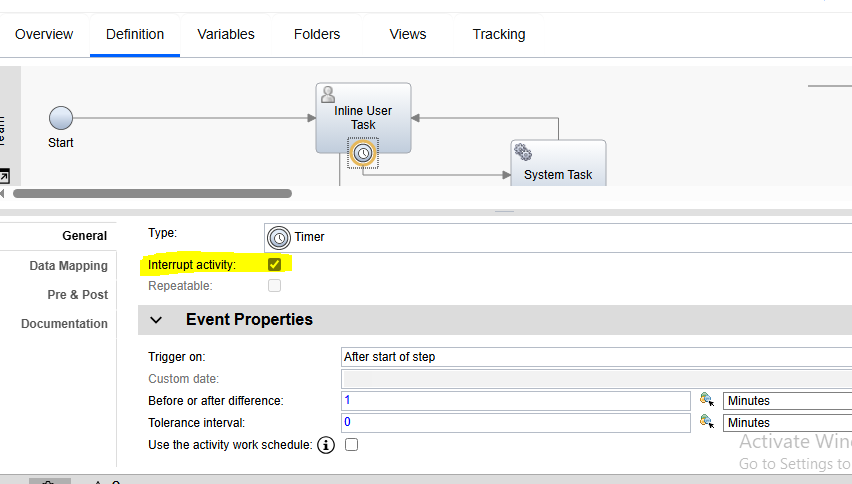 Overview Definition Variables Folders Views Tracking
Team
Inline User
Task
Start
System Task
General
Data Mapping
Pre & Post
Documentation
Type: Timer
Interrupt activity:
Repeatable:
Event Properties
Trigger on: After start of step
Custom date:
Before or after difference: 1 Minutes
Tolerance interval: 0 Minutes
Use the activity work schedule:
Activate Win
Go to Settings to